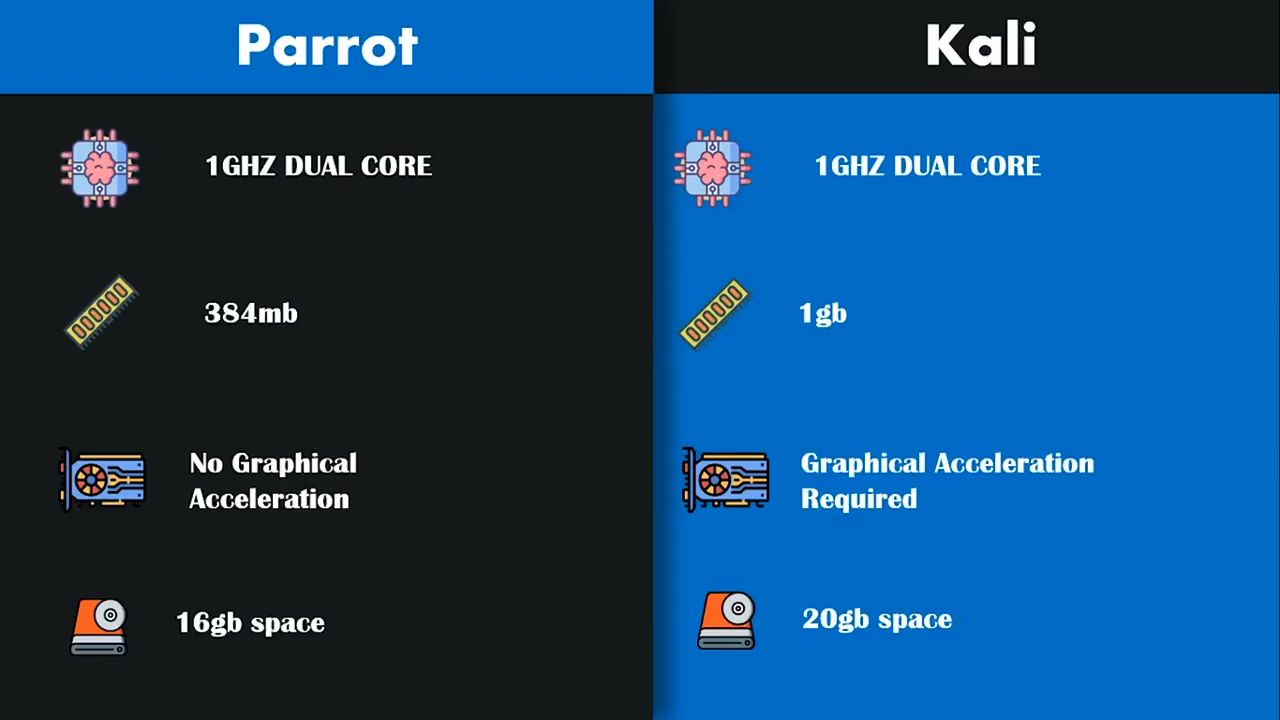 Parrot
Kali
1GHZ DUAL CORE
1GHZ DUAL CORE
384mb
1gb
No Graphical
Acceleration
Graphical Acceleration
Required
16gb space
20gb space